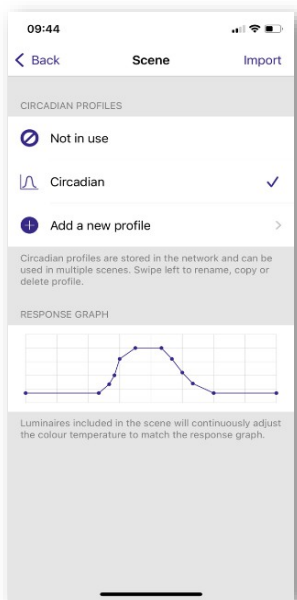 09:44
Back Scene Import
CIRCADIAN PROFILES
Not in use
Circadian
Add a new profile
Circadian profiles are stored in the network and can be
used in multiple scenes. Swipe left to rename, copy or
delete profile.
RESPONSE GRAPH
Luminaires included in the scene will continuously adjust
the colour temperature to match the response graph.